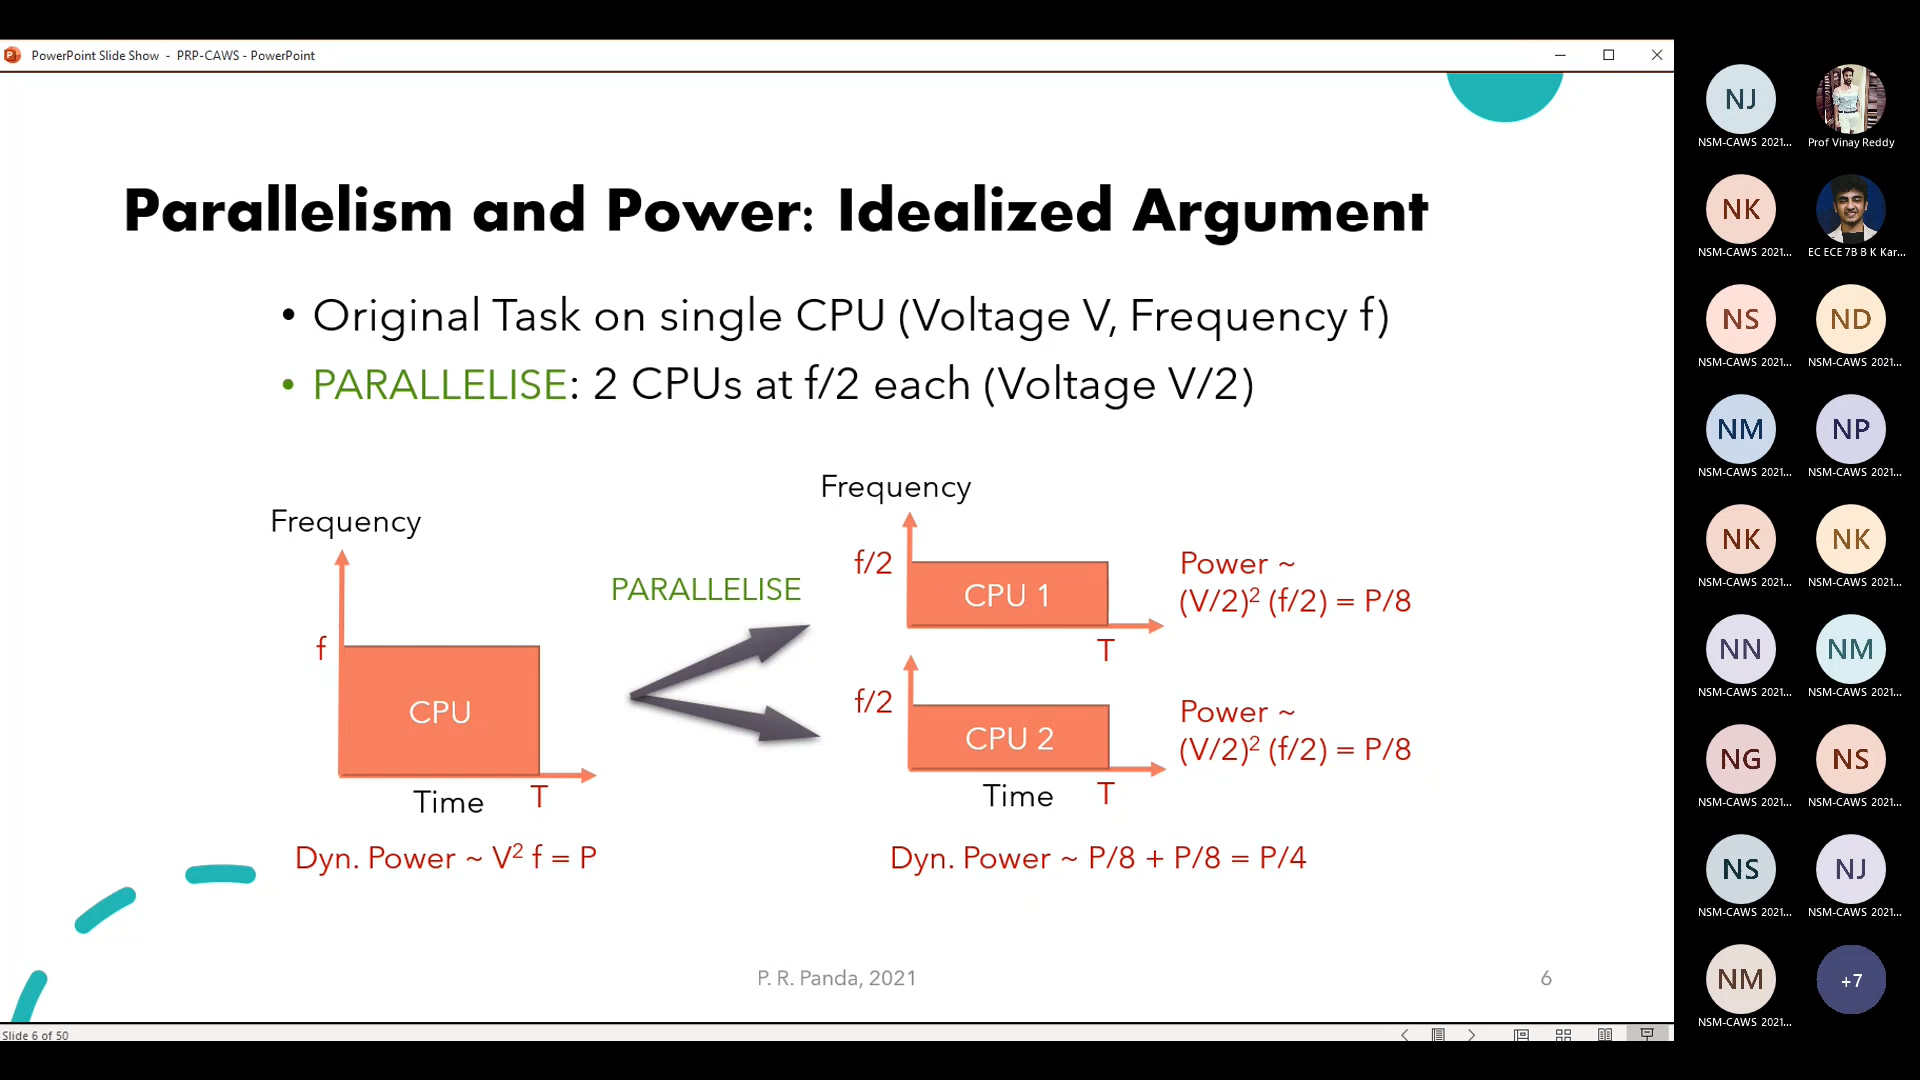 PowerPoint Slide Show - PRP-CAWS - PowerPoint
Parallelism and Power: Idealized Argument
• Original Task on single CPU (Voltage V, Frequency f)
• PARALLELISE: 2 CPUs at f/2 each (Voltage V/2)
Frequency
f
CPU
Time T
Dyn. Power ~ V² f = P
PARALLELISE
Frequency
f/2
CPU 1
T
Power ~
(V/2)² (f/2) = P/8
f/2
CPU 2
Time T
Power ~
(V/2)² (f/2) = P/8
Dyn. Power ~ P/8 + P/8 = P/4
P. R. Panda, 2021
6
Slide 6 of 50
NJ
NSM-CAWS 2021...
Prof Vinay Reddy
NK
NSM-CAWS 2021...
EC ECE 7B B K Kar...
NS
NSM-CAWS 2021...
ND
NSM-CAWS 2021...
NM
NSM-CAWS 2021...
NP
NSM-CAWS 2021...
NK
NSM-CAWS 2021...
NK
NSM-CAWS 2021...
NN
NSM-CAWS 2021...
NM
NSM-CAWS 2021...
NG
NSM-CAWS 2021...
NS
NSM-CAWS 2021...
NS
NSM-CAWS 2021...
NJ
NSM-CAWS 2021...
NM
NSM-CAWS 2021...
+7